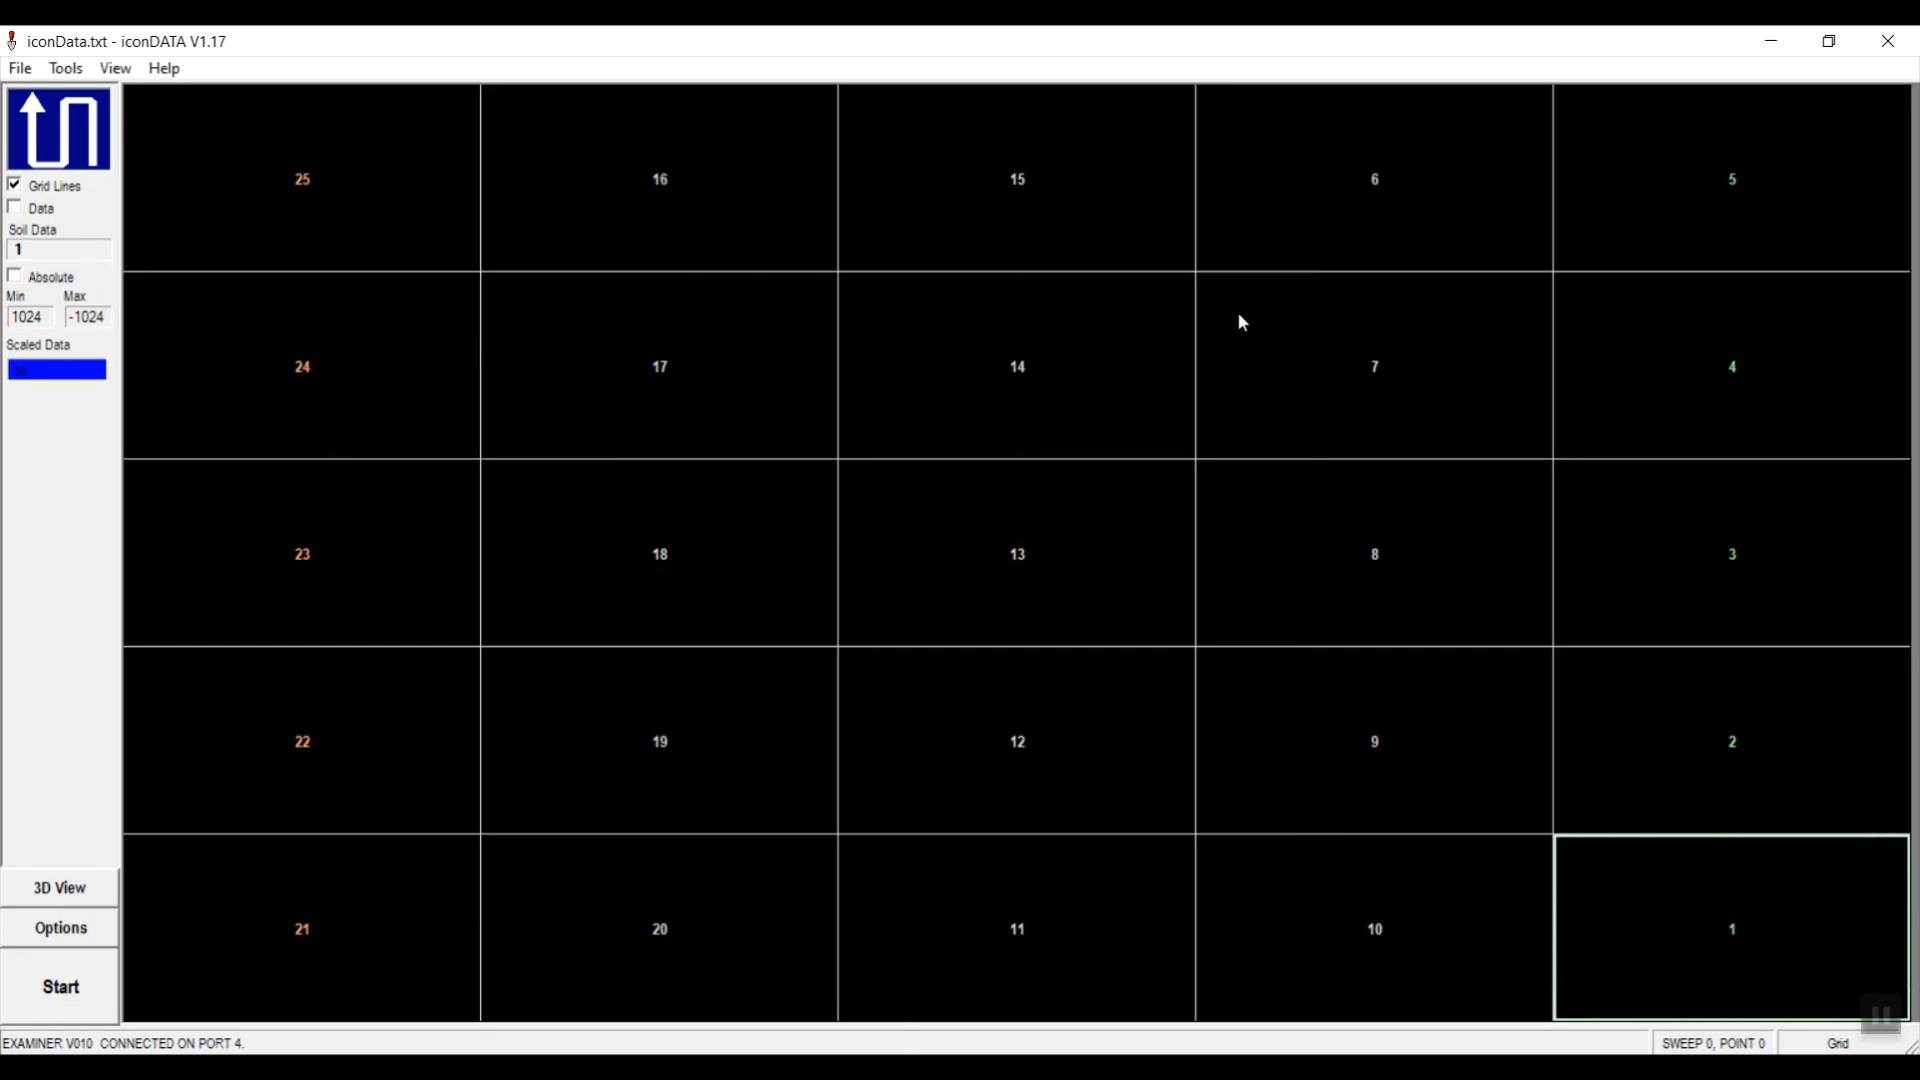 iconData.txt - iconDATA V1.17
File Tools View Help
Grid Lines
Data
Soil Data
1
Absolute
Min Max
1024 -1024
Scaled Data
25 16 15 6 5
24 17 14 7 4
23 18 13 8 3
22 19 12 9 2
21 20 11 10 1
3D View
Options
Start
EXAMINER V010 CONNECTED ON PORT 4. SWEEP 0, POINT 0 Grid